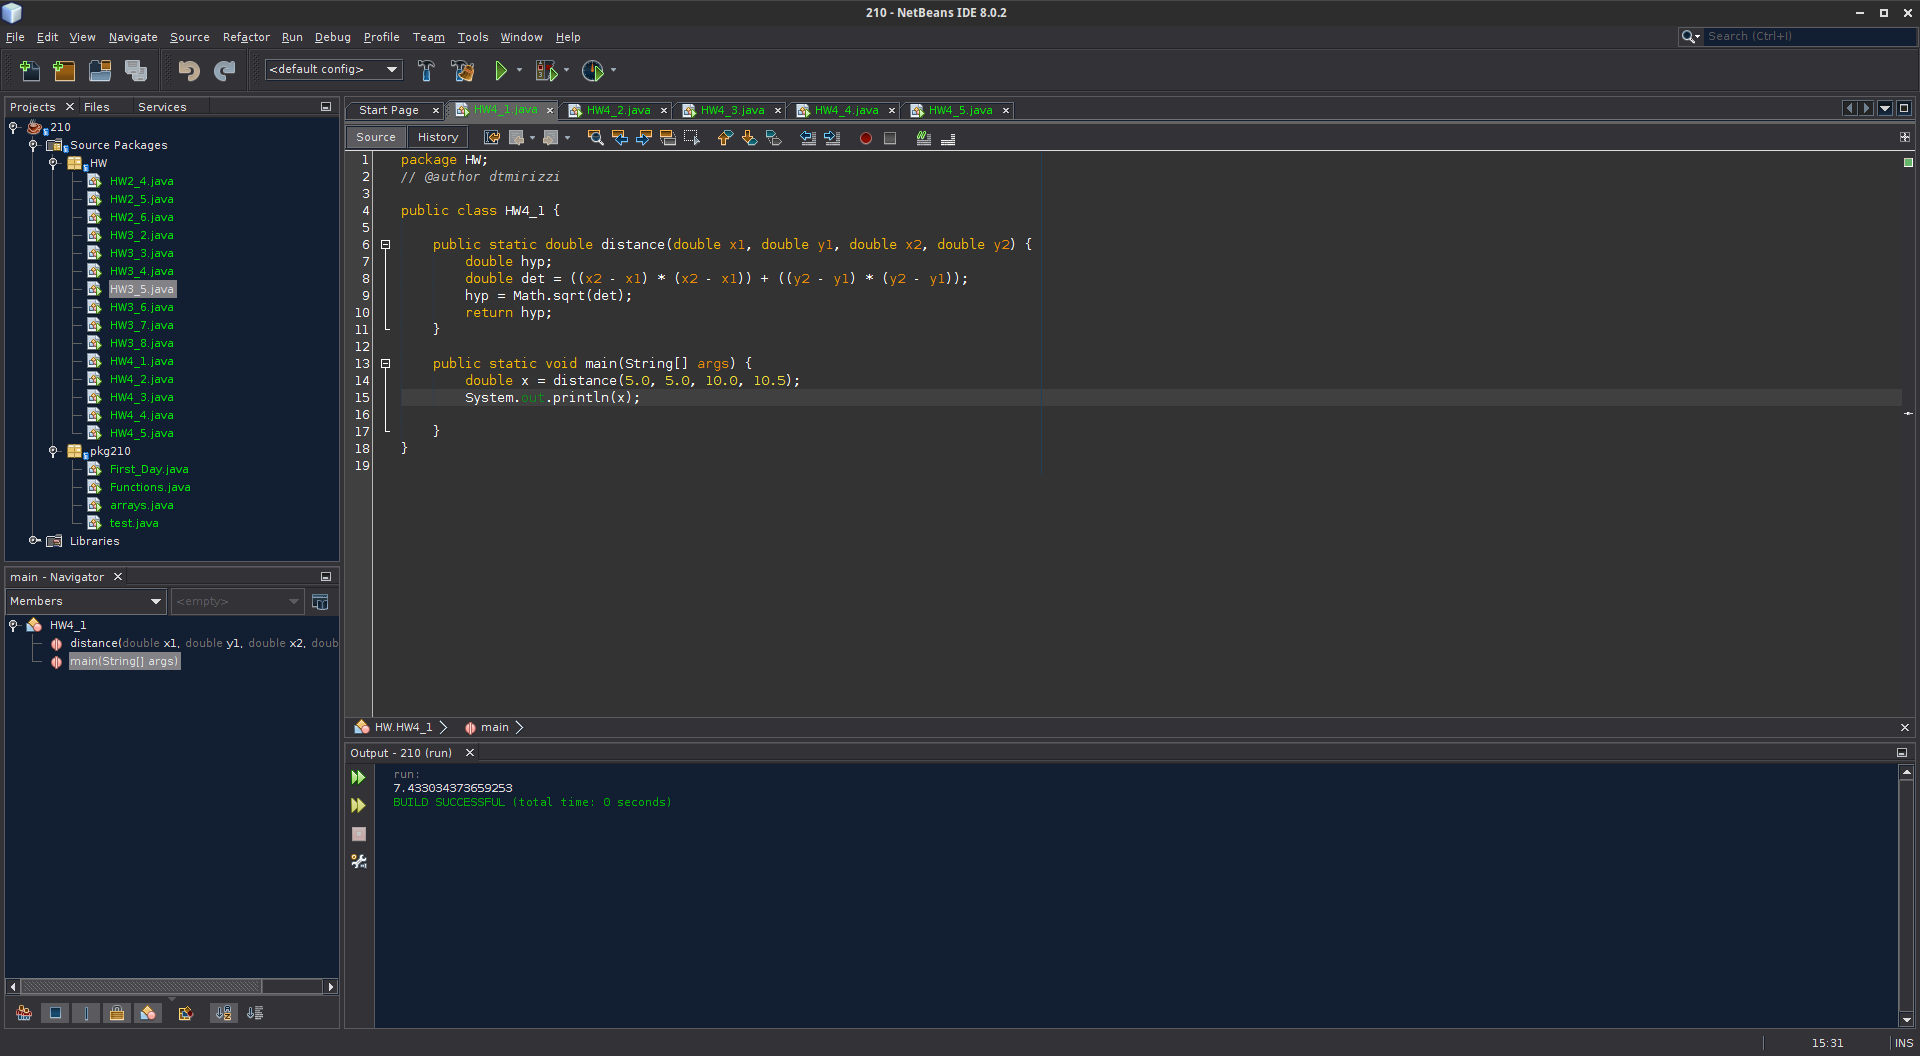 210 - NetBeans IDE 8.0.2
File Edit View Navigate Source Refactor Run Debug Profile Team Tools Window Help
Search (Ctrl+I)
<default config>
Projects Files Services
210
Source Packages
HW
HW2_4.java
HW2_5.java
HW2_6.java
HW3_2.java
HW3_3.java
HW3_4.java
HW3_5.java
HW3_6.java
HW3_7.java
HW3_8.java
HW4_1.java
HW4_2.java
HW4_3.java
HW4_4.java
HW4_5.java
pkg210
First_Day.java
Functions.java
arrays.java
test.java
Libraries
main - Navigator
Members
<empty>
HW4_1
distance(double x1, double y1, double x2, doub
main(String[] args)
Start Page HW4_1.java HW4_2.java HW4_3.java HW4_4.java HW4_5.java
Source History
1 package HW;
2 // @author dtmirizzi
3
4 public class HW4_1 {
5
6 public static double distance(double x1, double y1, double x2, double y2) {
7 double hyp;
8 double det = ((x2 - x1) * (x2 - x1)) + ((y2 - y1) * (y2 - y1));
9 hyp = Math.sqrt(det);
10 return hyp;
11 }
12
13 public static void main(String[] args) {
14 double x = distance(5.0, 5.0, 10.0, 10.5);
15 System.out.println(x);
16
17 }
18 }
19
HW.HW4_1 main
Output - 210 (run)
run:
7.433034373659253
BUILD SUCCESSFUL (total time: 0 seconds)
15:31 INS